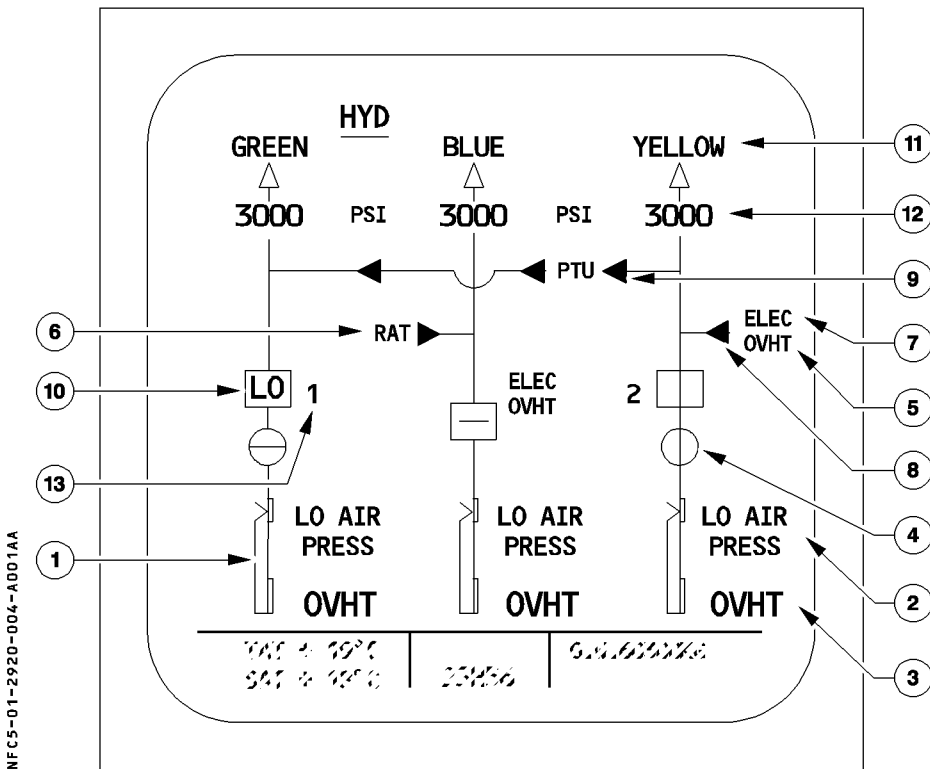 HYD
GREEN BLUE YELLOW 11
3000 PSI 3000 PSI 3000 12
PTU 9
6 RAT ELEC 7
OVHT
10 LO 1 ELEC 2 5
OVHT
8
13
4
1 LO AIR LO AIR LO AIR
PRESS PRESS PRESS 2
OVHT OVHT OVHT
3
NFC5-01-2920-004-A001AA